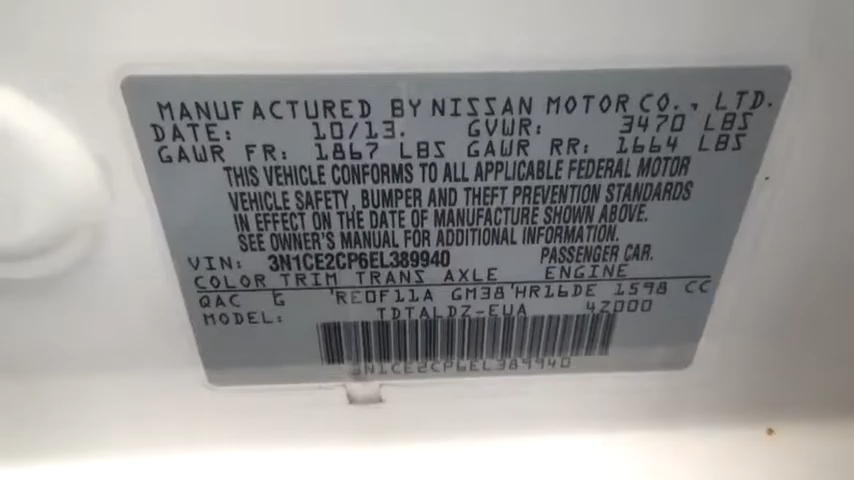 MANUFACTURED BY NISSAN MOTOR CO., LTD.
DATE: 10/13. GVWR: 3470 LBS
GAWR FR: 1867 LBS GAWR RR: 1664 LBS
THIS VEHICLE CONFORMS TO ALL APPLICABLE FEDERAL MOTOR
VEHICLE SAFETY, BUMPER AND THEFT PREVENTION STANDARDS
IN EFFECT ON THE DATE OF MANUFACTURE SHOWN ABOVE.
SEE OWNER'S MANUAL FOR ADDITIONAL INFORMATION.
VIN: 3N1CE2CP6EL389940 PASSENGER CAR.
COLOR TRIM TRANS AXLE ENGINE
QAC G RE0F11A GM38 HR16DE 1598 CC
MODEL: TDTALDZ-EUA 4Z000
3N1CE2CP6EL389940